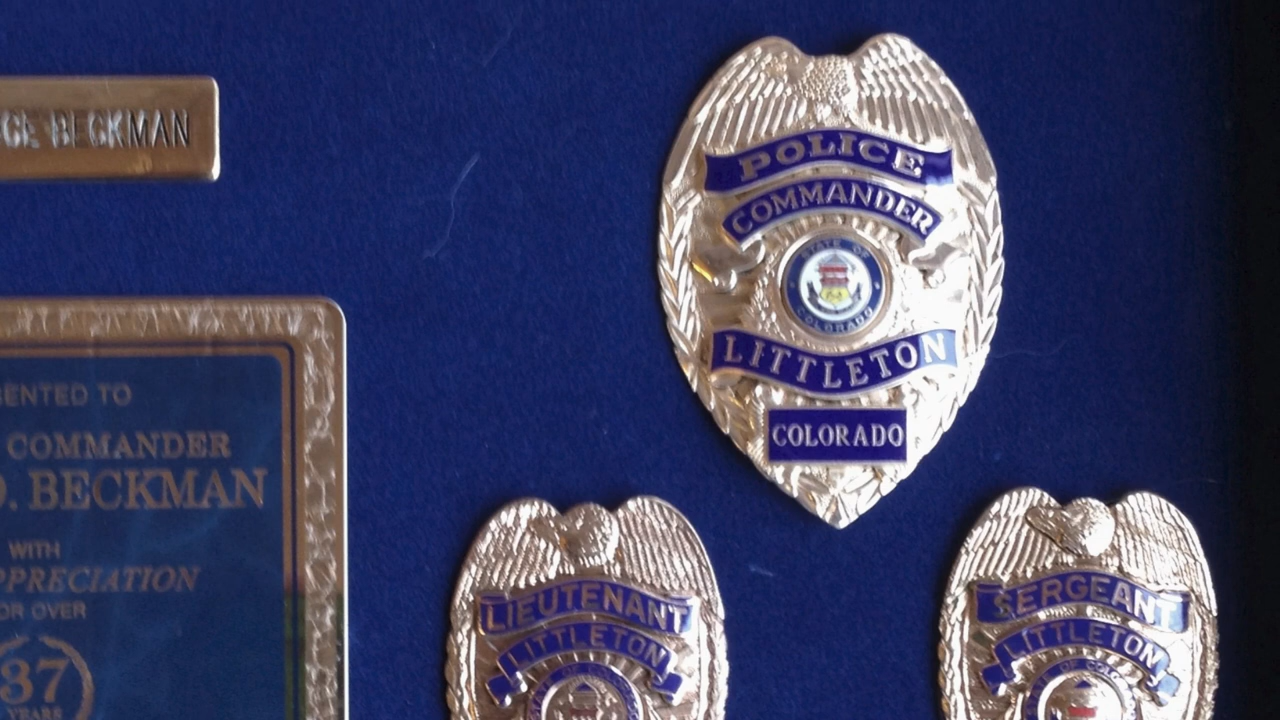 CE BECKMAN
SENTED TO
COMMANDER
D. BECKMAN
WITH
PPRECIATION
OR OVER
37
YEARS
POLICE
COMMANDER
STATE OF
COLORADO
LITTLETON
COLORADO
LIEUTENANT
LITTLETON
SERGEANT
LITTLETON